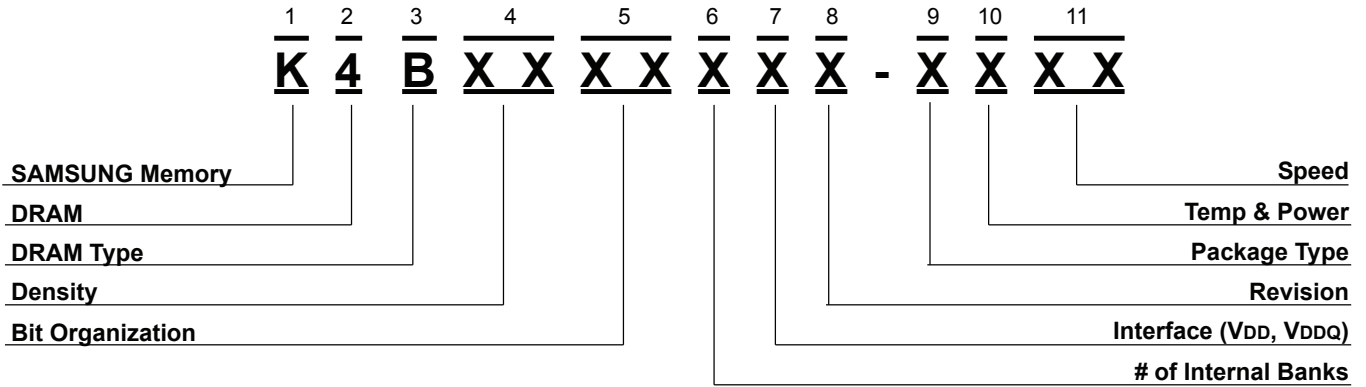 1 2 3 4 5 6 7 8 9 10 11
K 4 B X X X X X X X - X X X X
SAMSUNG Memory
DRAM
DRAM Type
Density
Bit Organization
Speed
Temp & Power
Package Type
Revision
Interface (VDD, VDDQ)
# of Internal Banks